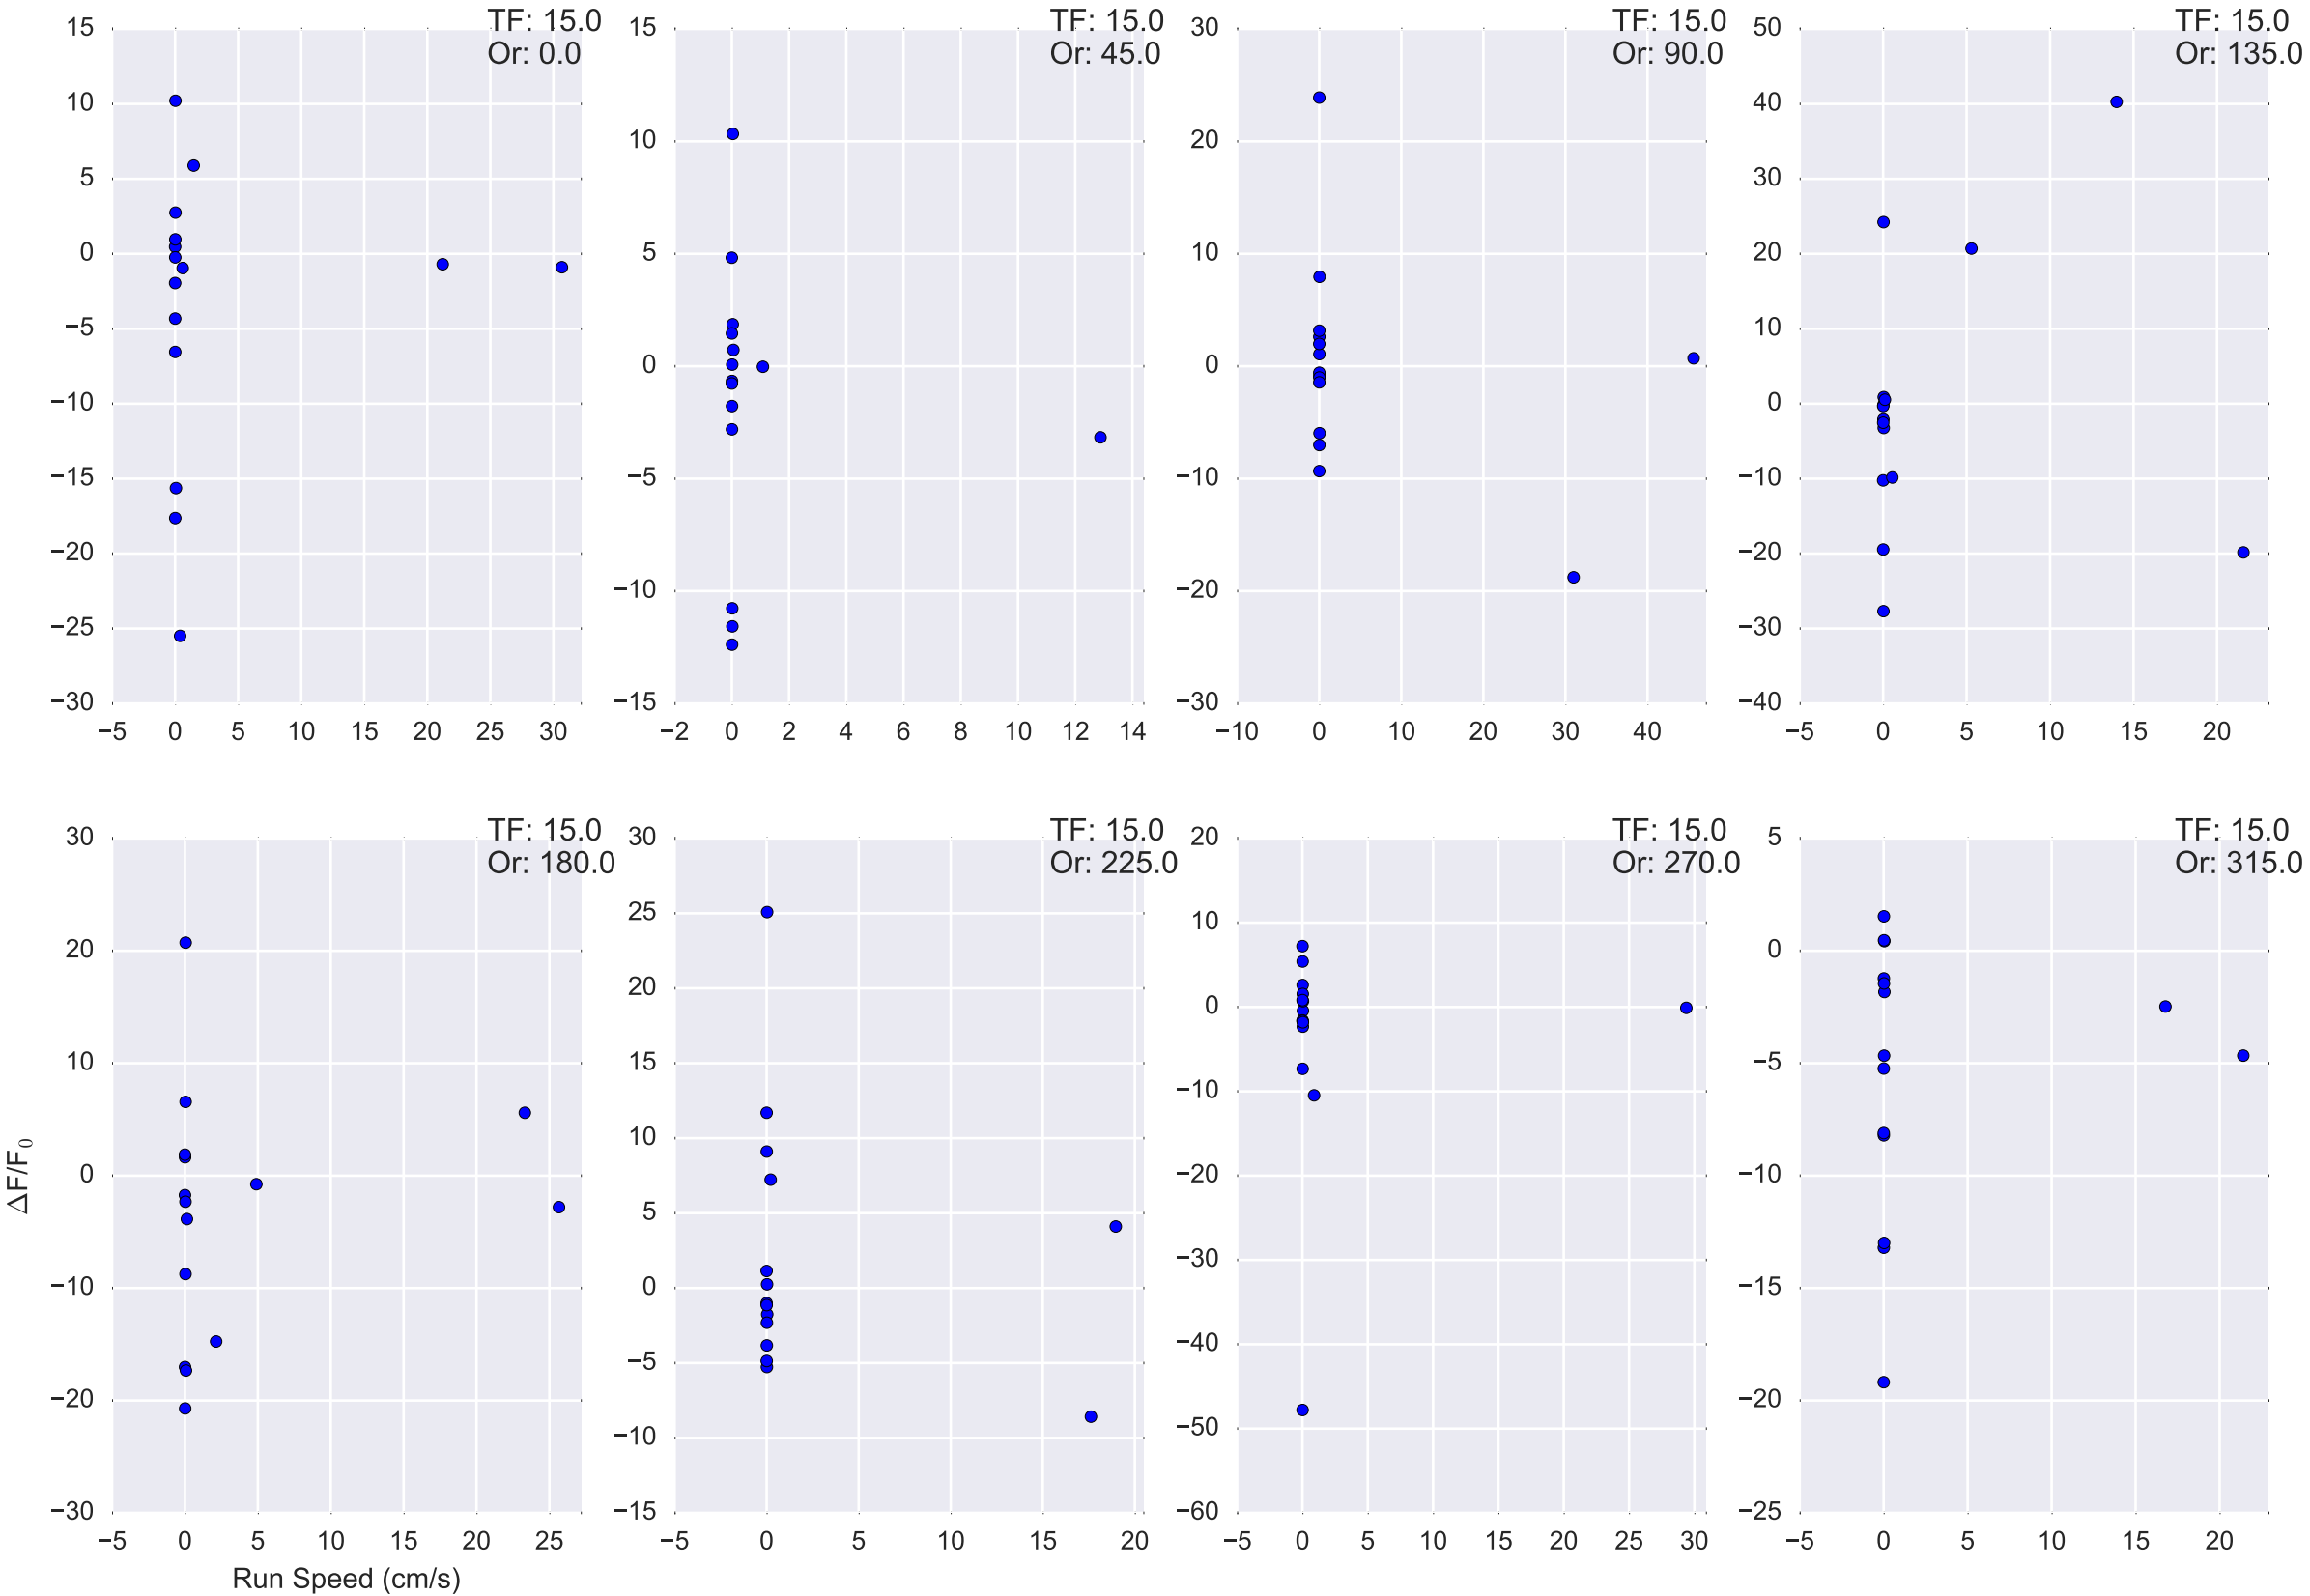 TF: 15.0
Or: 0.0
15
10
5
0
−5
−10
−15
−20
−25
−30
−5 0 5 10 15 20 25 30
TF: 15.0
Or: 45.0
15
10
5
0
−5
−10
−15
−2 0 2 4 6 8 10 12 14
TF: 15.0
Or: 90.0
30
20
10
0
−10
−20
−30
−10 0 10 20 30 40
TF: 15.0
Or: 135.0
50
40
30
20
10
0
−10
−20
−30
−40
−5 0 5 10 15 20
TF: 15.0
Or: 180.0
30
20
10
0
−10
−20
−30
ΔF/F₀
−5 0 5 10 15 20 25
Run Speed (cm/s)
TF: 15.0
Or: 225.0
30
25
20
15
10
5
0
−5
−10
−15
−5 0 5 10 15 20
TF: 15.0
Or: 270.0
20
10
0
−10
−20
−30
−40
−50
−60
−5 0 5 10 15 20 25 30
TF: 15.0
Or: 315.0
5
0
−5
−10
−15
−20
−25
−5 0 5 10 15 20